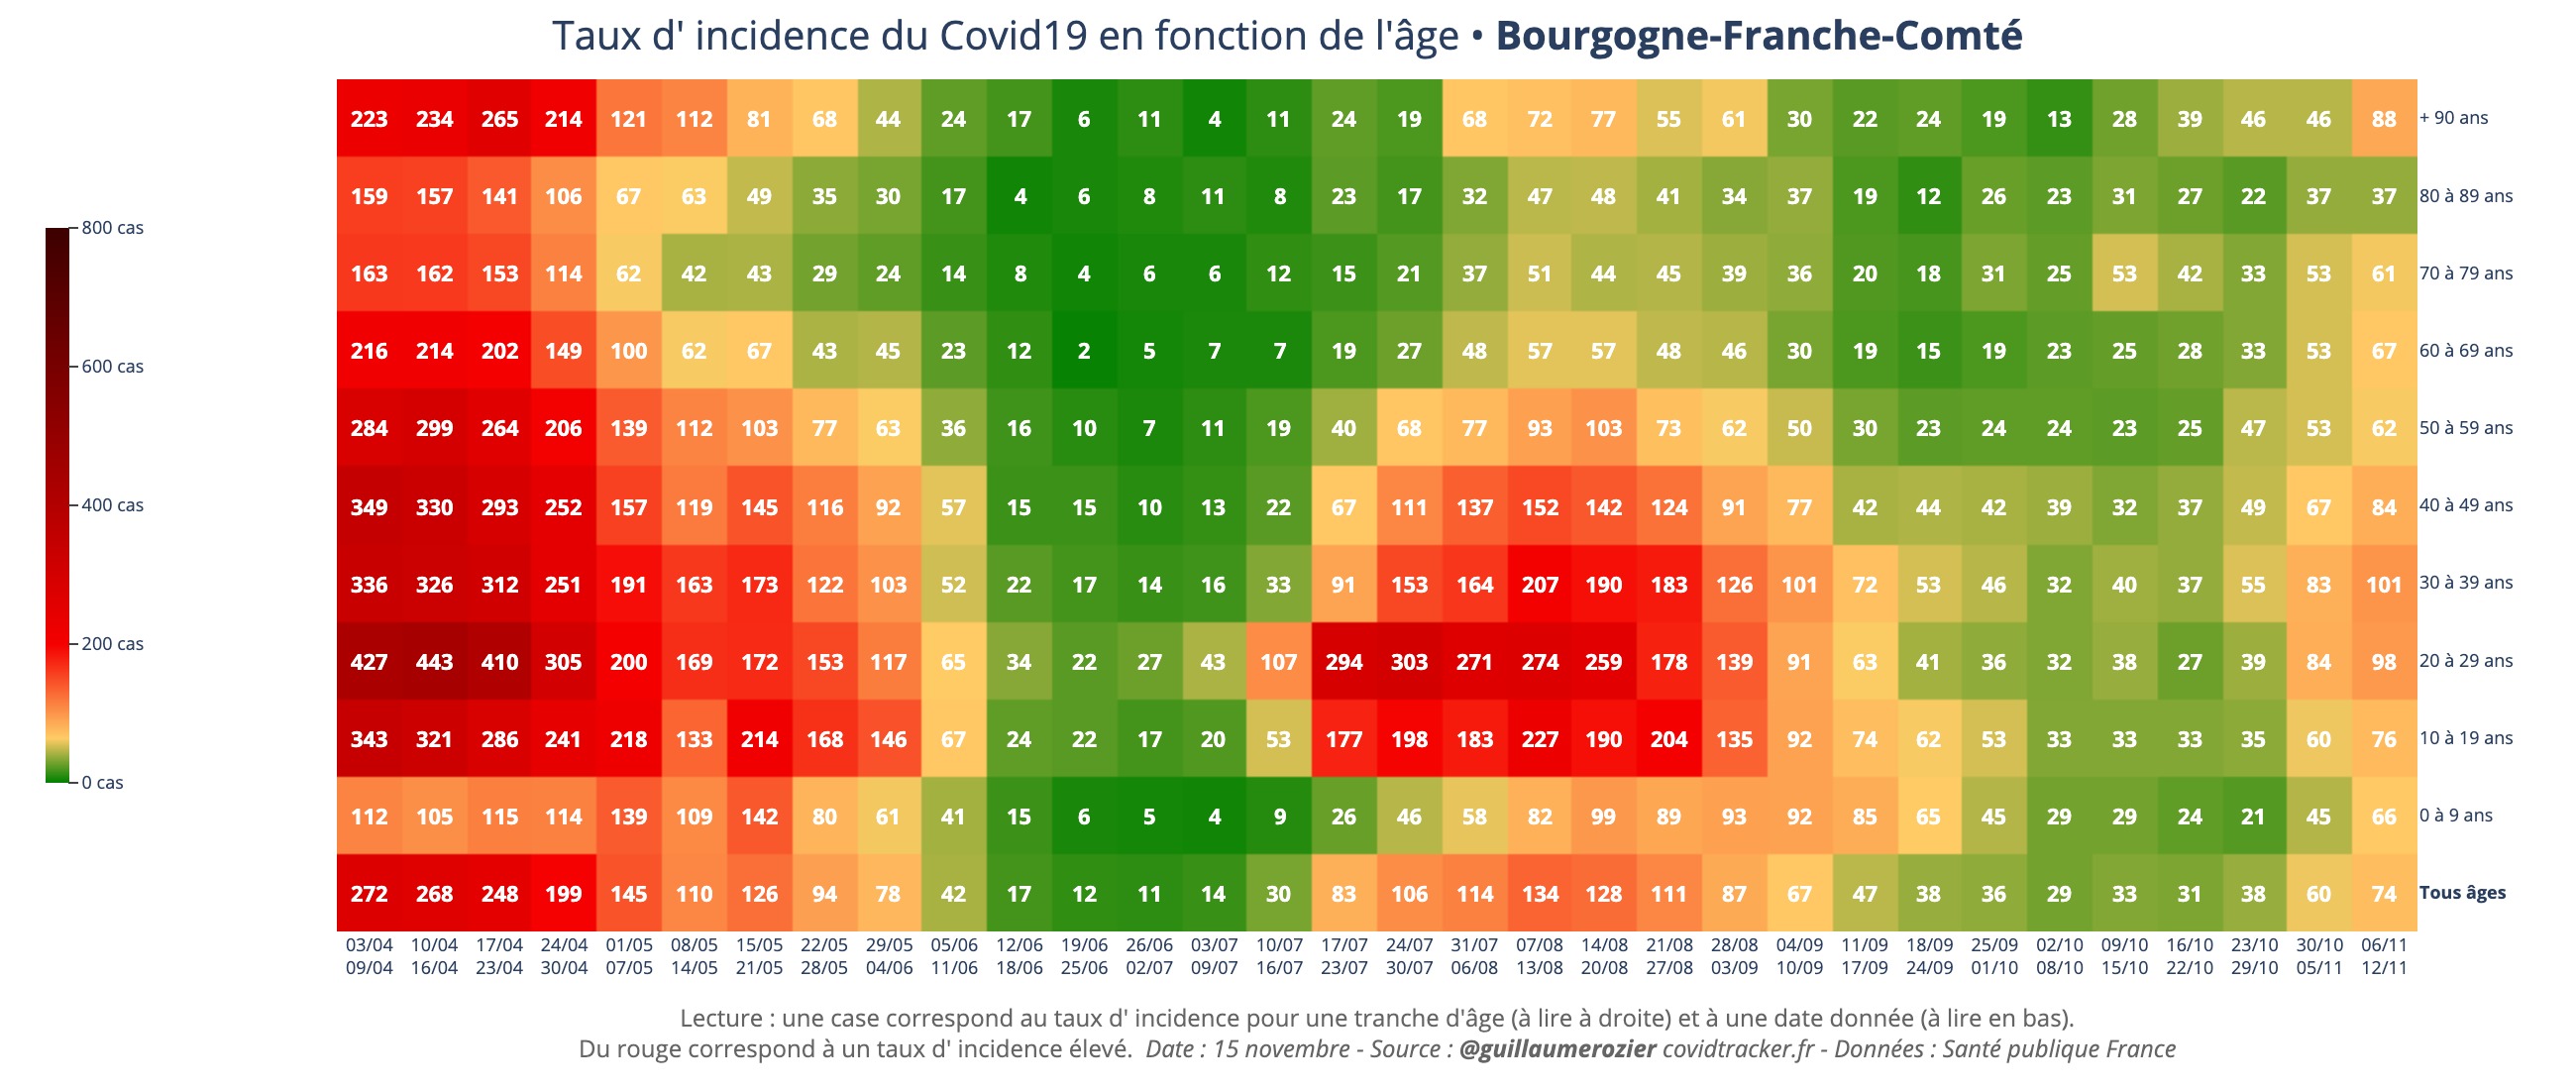 Taux d' incidence du Covid19 en fonction de l'âge • Bourgogne-Franche-Comté
800 cas
600 cas
400 cas
200 cas
0 cas
223 234 265 214 121 112 81 68 44 24 17 6 11 4 11 24 19 68 72 77 55 61 30 22 24 19 13 28 39 46 46 88 + 90 ans
159 157 141 106 67 63 49 35 30 17 4 6 8 11 8 23 17 32 47 48 41 34 37 19 12 26 23 31 27 22 37 37 80 à 89 ans
163 162 153 114 62 42 43 29 24 14 8 4 6 6 12 15 21 37 51 44 45 39 36 20 18 31 25 53 42 33 53 61 70 à 79 ans
216 214 202 149 100 62 67 43 45 23 12 2 5 7 7 19 27 48 57 57 48 46 30 19 15 19 23 25 28 33 53 67 60 à 69 ans
284 299 264 206 139 112 103 77 63 36 16 10 7 11 19 40 68 77 93 103 73 62 50 30 23 24 24 23 25 47 53 62 50 à 59 ans
349 330 293 252 157 119 145 116 92 57 15 15 10 13 22 67 111 137 152 142 124 91 77 42 44 42 39 32 37 49 67 84 40 à 49 ans
336 326 312 251 191 163 173 122 103 52 22 17 14 16 33 91 153 164 207 190 183 126 101 72 53 46 32 40 37 55 83 101 30 à 39 ans
427 443 410 305 200 169 172 153 117 65 34 22 27 43 107 294 303 271 274 259 178 139 91 63 41 36 32 38 27 39 84 98 20 à 29 ans
343 321 286 241 218 133 214 168 146 67 24 22 17 20 53 177 198 183 227 190 204 135 92 74 62 53 33 33 33 35 60 76 10 à 19 ans
112 105 115 114 139 109 142 80 61 41 15 6 5 4 9 26 46 58 82 99 89 93 92 85 65 45 29 29 24 21 45 66 0 à 9 ans
272 268 248 199 145 110 126 94 78 42 17 12 11 14 30 83 106 114 134 128 111 87 67 47 38 36 29 33 31 38 60 74 Tous âges
03/04 10/04 17/04 24/04 01/05 08/05 15/05 22/05 29/05 05/06 12/06 19/06 26/06 03/07 10/07 17/07 24/07 31/07 07/08 14/08 21/08 28/08 04/09 11/09 18/09 25/09 02/10 09/10 16/10 23/10 30/10 06/11
09/04 16/04 23/04 30/04 07/05 14/05 21/05 28/05 04/06 11/06 18/06 25/06 02/07 09/07 16/07 23/07 30/07 06/08 13/08 20/08 27/08 03/09 10/09 17/09 24/09 01/10 08/10 15/10 22/10 29/10 05/11 12/11
Lecture : une case correspond au taux d' incidence pour une tranche d'âge (à lire à droite) et à une date donnée (à lire en bas).
Du rouge correspond à un taux d' incidence élevé. Date : 15 novembre - Source : @guillaumerozier covidtracker.fr - Données : Santé publique France